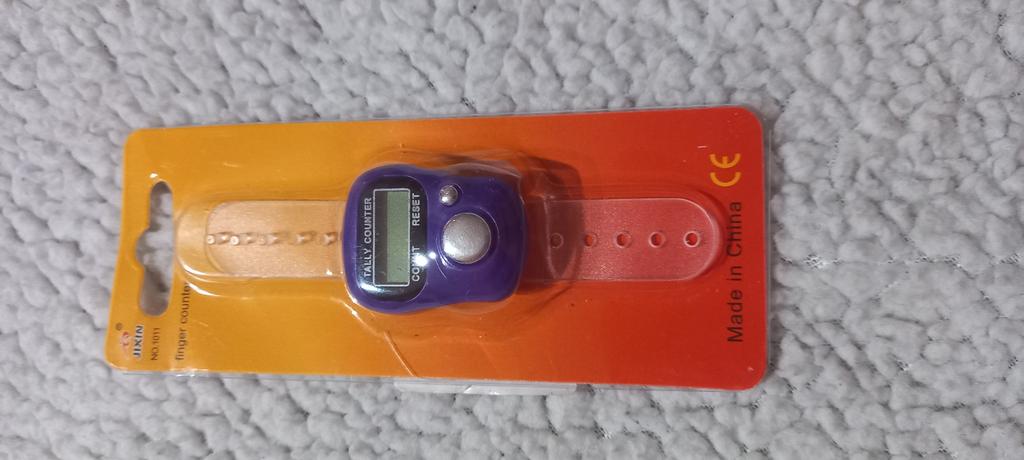 JIXIN
NO.1011
finger counter
TALLY COUNTER
COUNT RESET
Made in China CE